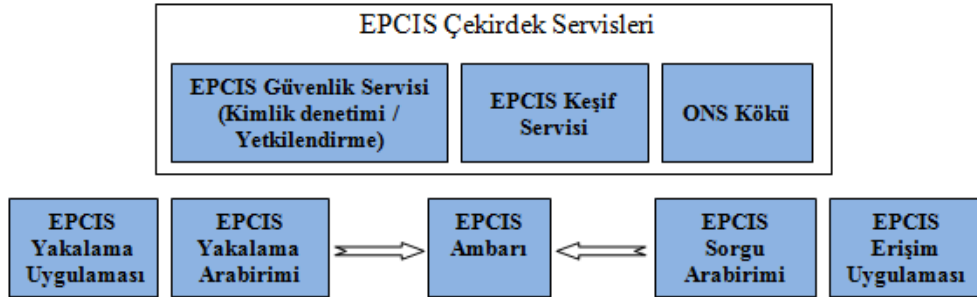 EPCIS Çekirdek Servisleri
EPCIS Güvenlik Servisi
(Kimlik denetimi /
Yetkilendirme)
EPCIS Keşif
Servisi
ONS Kökü
EPCIS
Yakalama
Uygulaması
EPCIS
Yakalama
Arabirimi
EPCIS
Ambarı
EPCIS
Sorgu
Arabirimi
EPCIS
Erişim
Uygulaması